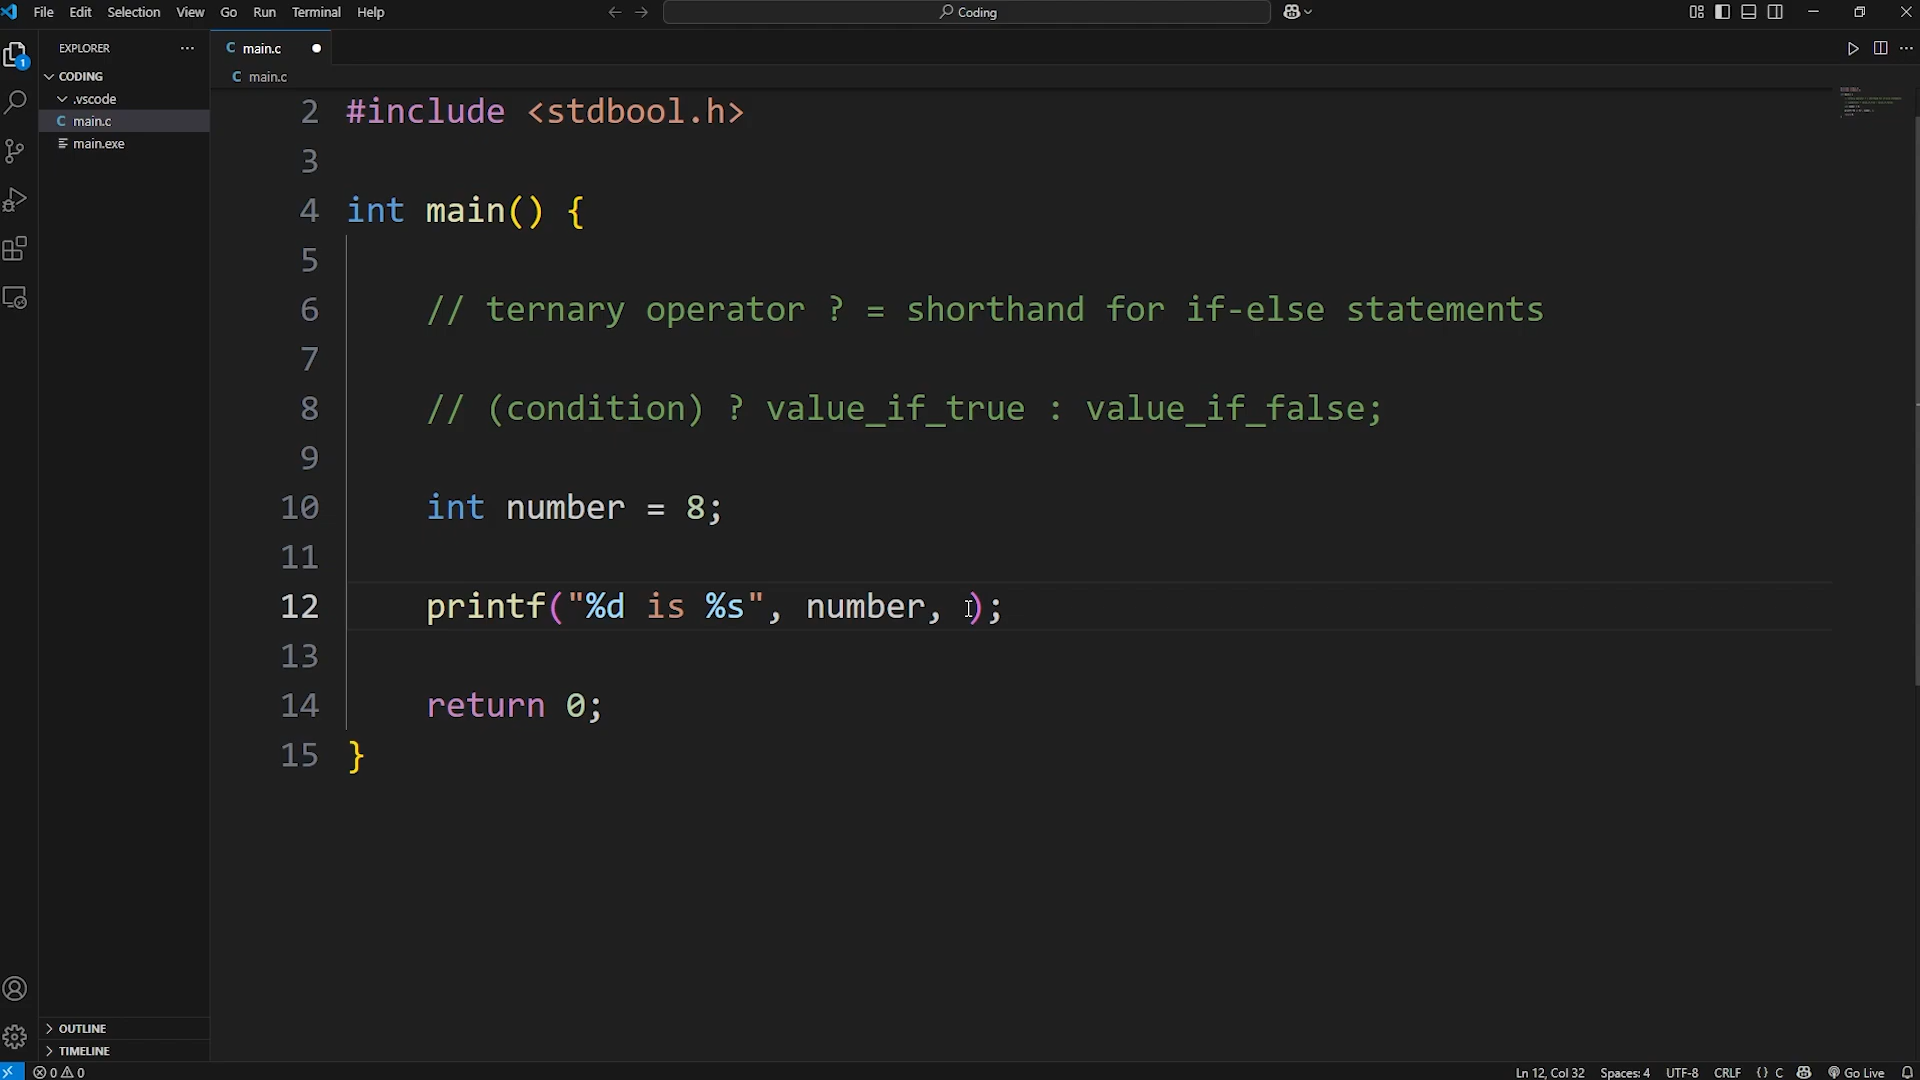 File Edit Selection View Go Run Terminal Help
Coding
EXPLORER
CODING
.vscode
C main.c
main.exe
OUTLINE
TIMELINE
1
C main.c
C main.c
2 #include <stdbool.h>
3
4 int main() {
5
6 // ternary operator ? = shorthand for if-else statements
7
8 // (condition) ? value_if_true : value_if_false;
9
10 int number = 8;
11
12 printf("%d is %s", number, );
13
14 return 0;
15 }
0 0 Ln 12, Col 32 Spaces: 4 UTF-8 CRLF {} C Go Live